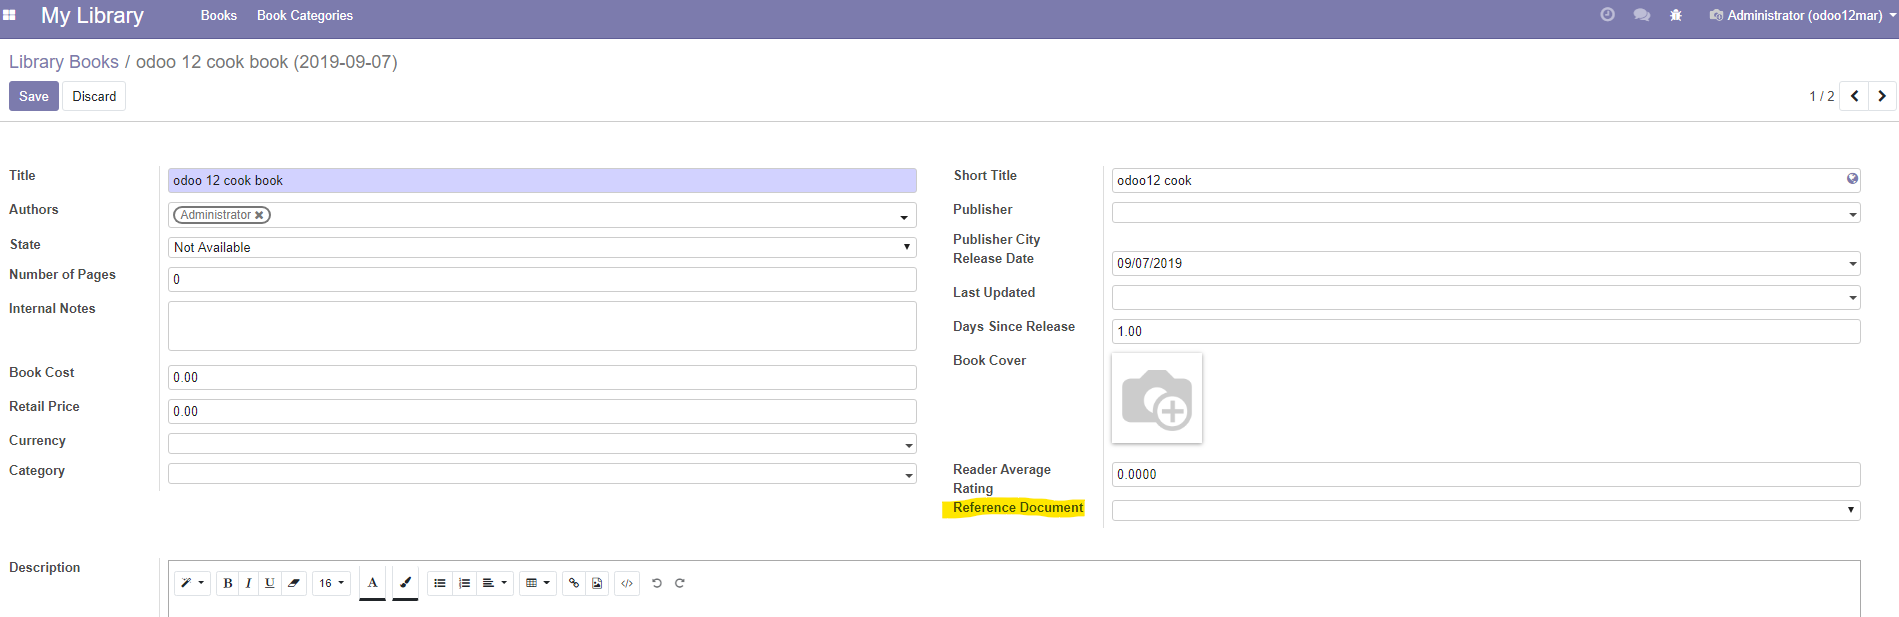 My Library Books Book Categories Administrator (odoo12mar)
Library Books / odoo 12 cook book (2019-09-07)
Save Discard 1 / 2
Title odoo 12 cook book
Authors Administrator
State Not Available
Number of Pages 0
Internal Notes
Book Cost 0.00
Retail Price 0.00
Currency
Category
Short Title odoo12 cook
Publisher
Publisher City
Release Date 09/07/2019
Last Updated
Days Since Release 1.00
Book Cover
Reader Average
Rating 0.0000
Reference Document
Description
B I U 16 A